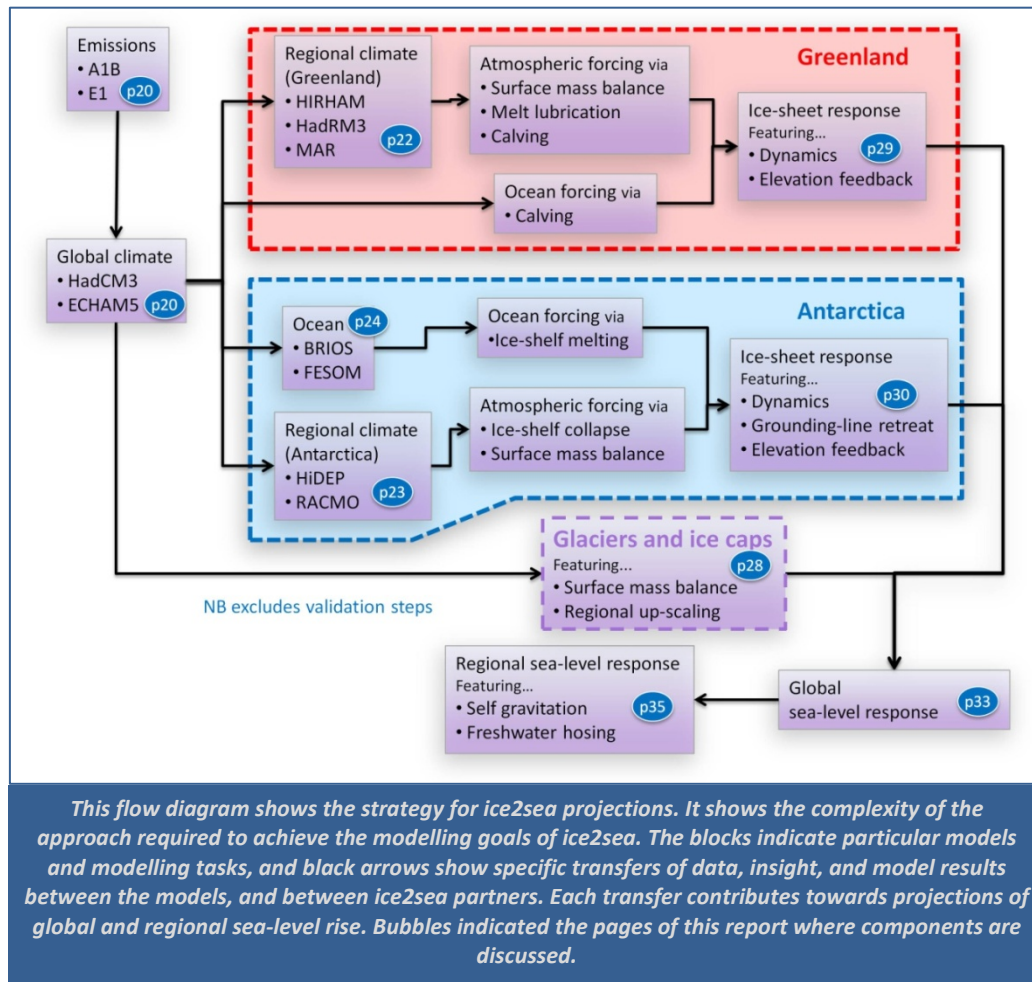 Emissions
• A1B
• E1
p20
Global climate
• HadCM3
• ECHAM5
p20
Greenland
Regional climate
(Greenland)
• HIRHAM
• HadRM3
• MAR
p22
Atmospheric forcing via
• Surface mass balance
• Melt lubrication
• Calving
Ocean forcing via
• Calving
Ice-sheet response
Featuring...
• Dynamics
• Elevation feedback
p29
Antarctica
Ocean
• BRIOS
• FESOM
p24
Ocean forcing via
•Ice-shelf melting
Regional climate
(Antarctica)
• HiDEP
• RACMO
p23
Atmospheric forcing via
• Ice-shelf collapse
• Surface mass balance
Ice-sheet response
Featuring...
• Dynamics
• Grounding-line retreat
• Elevation feedback
p30
Glaciers and ice caps
Featuring...
• Surface mass balance
• Regional up-scaling
p28
NB excludes validation steps
Regional sea-level response
Featuring...
• Self gravitation
• Freshwater hosing
p35
Global
sea-level response
p33
This flow diagram shows the strategy for ice2sea projections. It shows the complexity of the
approach required to achieve the modelling goals of ice2sea. The blocks indicate particular models
and modelling tasks, and black arrows show specific transfers of data, insight, and model results
between the models, and between ice2sea partners. Each transfer contributes towards projections of
global and regional sea-level rise. Bubbles indicated the pages of this report where components are
discussed.